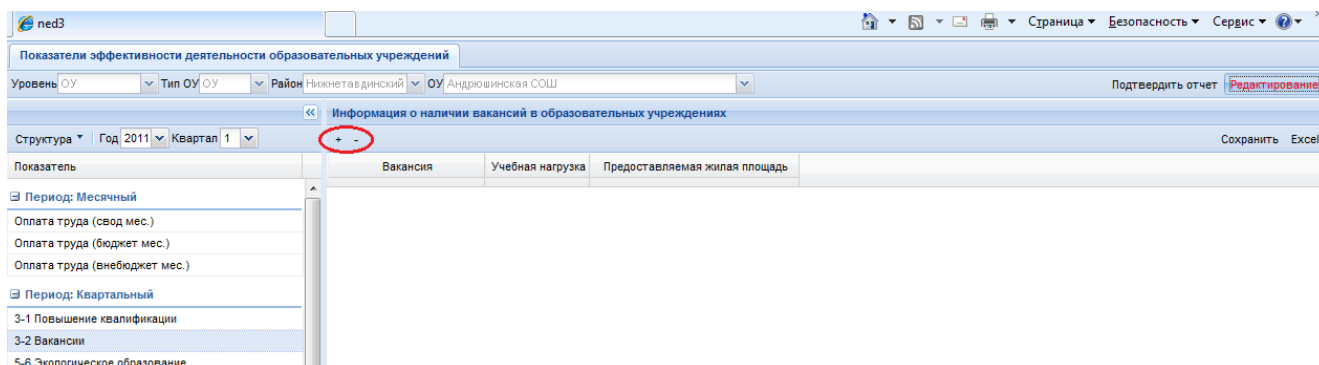 ned3
Страница Безопасность Сервис
Показатели эффективности деятельности образовательных учреждений
Уровень ОУ Тип ОУ ОУ Район Нижнетавдинский ОУ Андрюшинская СОШ Подтвердить отчет Редактирование
Информация о наличии вакансий в образовательных учреждениях
Структура Год 2011 Квартал 1 + - Сохранить Excel
Показатель Вакансия Учебная нагрузка Предоставляемая жилая площадь
Период: Месячный
Оплата труда (свод мес.)
Оплата труда (бюджет мес.)
Оплата труда (внебюджет мес.)
Период: Квартальный
3-1 Повышение квалификации
3-2 Вакансии
5-6 Экологическое образование